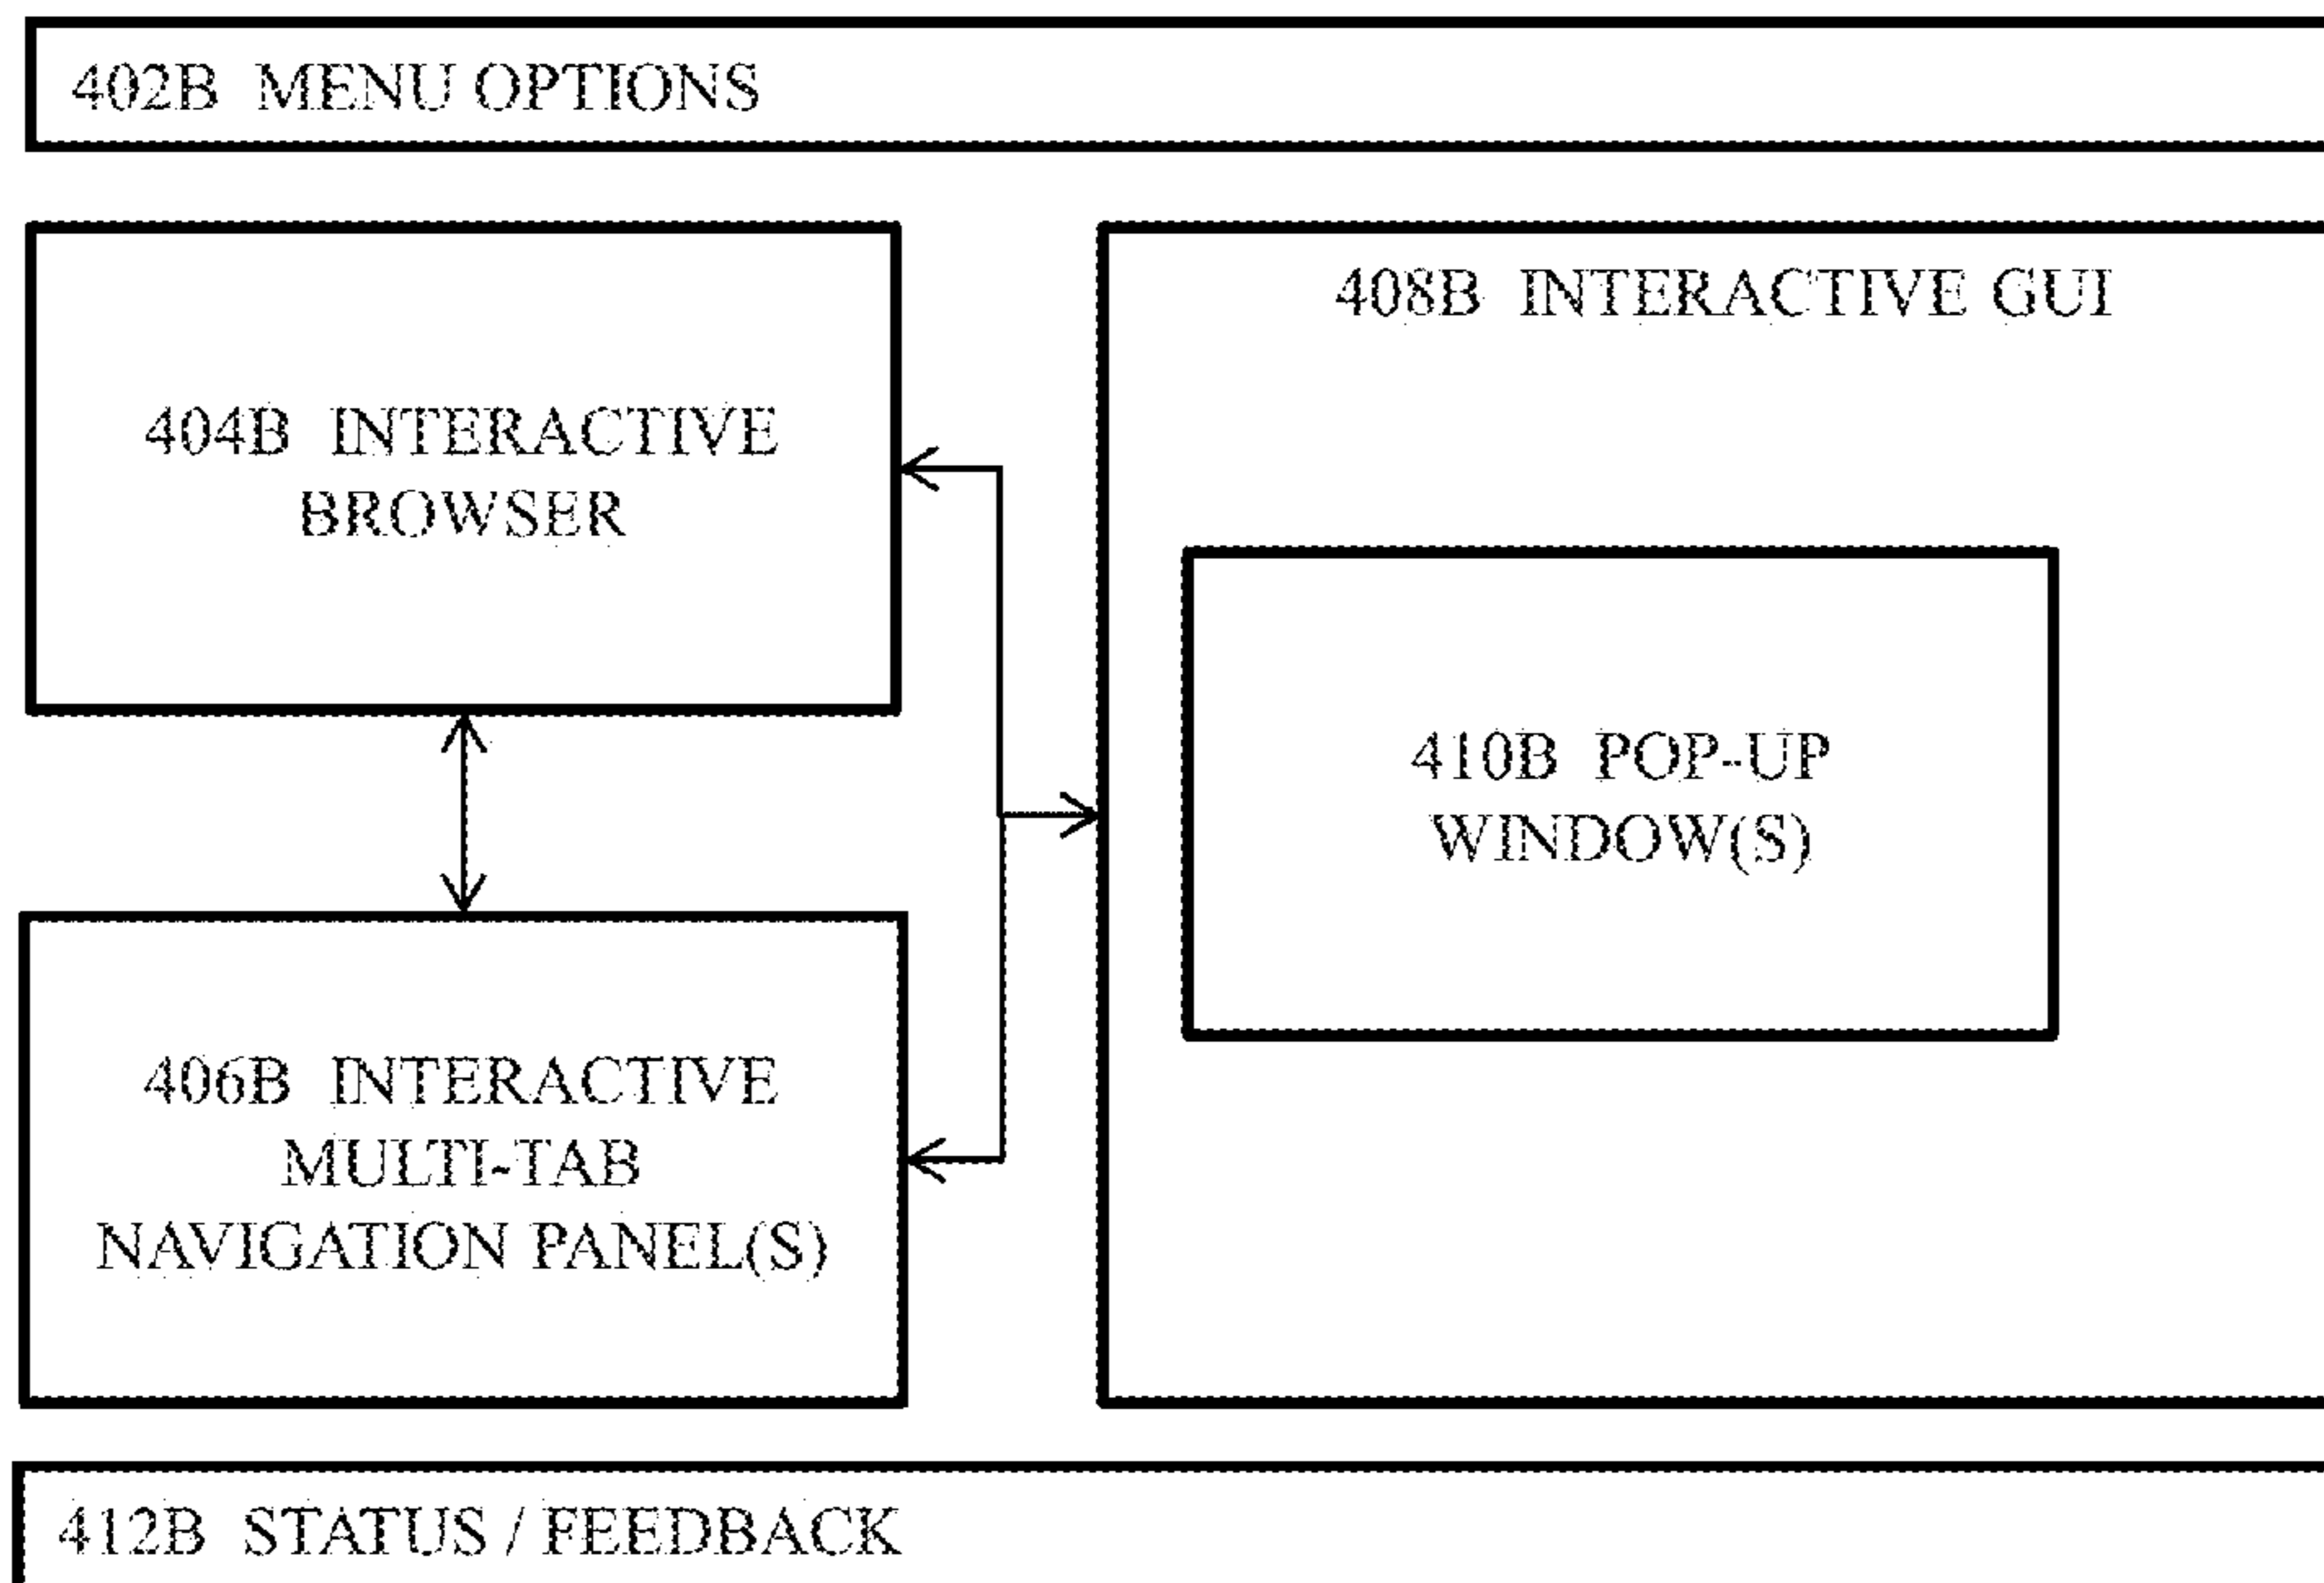 402B MENU OPTIONS
404B INTERACTIVE
BROWSER
406B INTERACTIVE
MULTI-TAB
NAVIGATION PANEL(S)
408B INTERACTIVE GUI
410B POP-UP
WINDOW(S)
412B STATUS / FEEDBACK